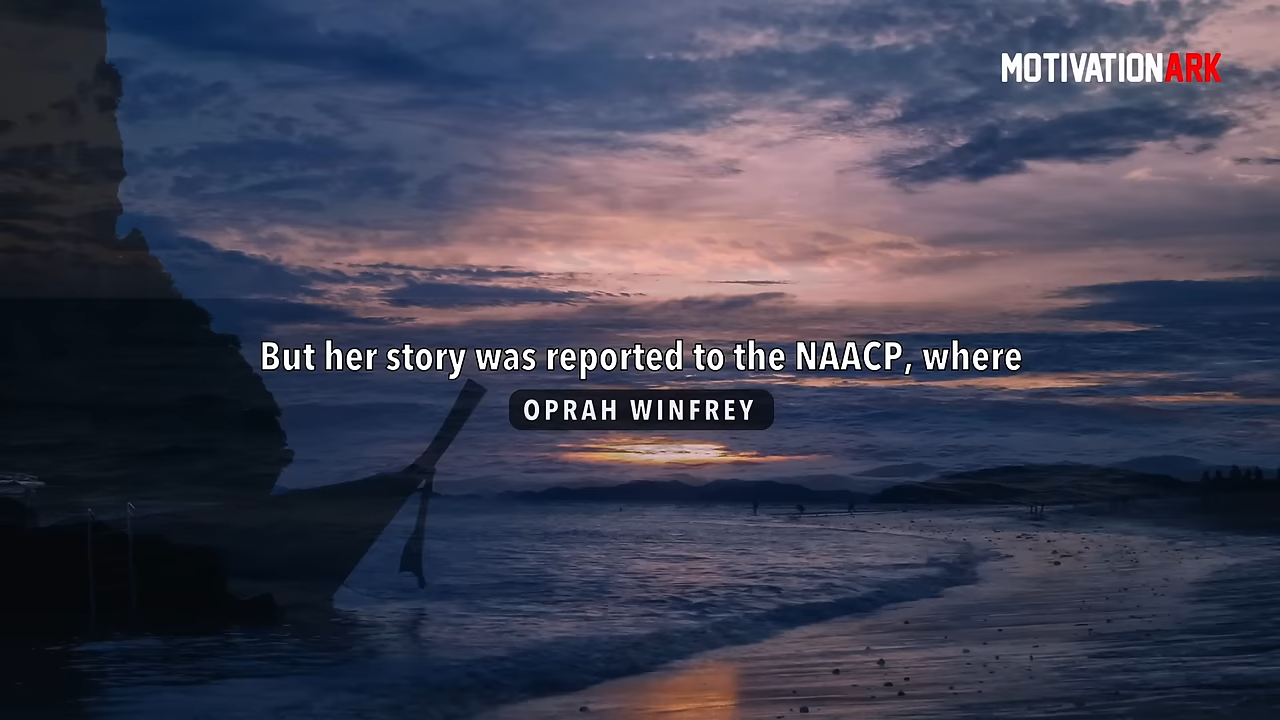 MOTIVATIONARK
But her story was reported to the NAACP, where
OPRAH WINFREY